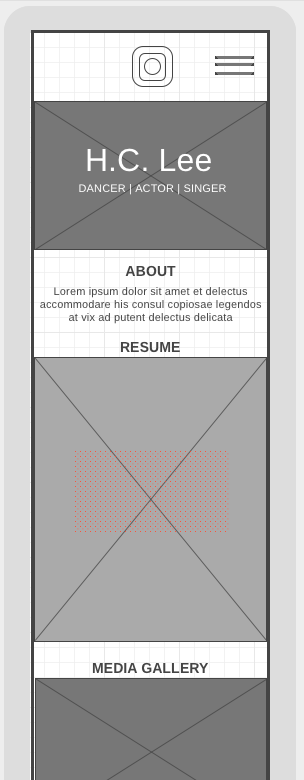 H.C. Lee
DANCER | ACTOR | SINGER
ABOUT
Lorem ipsum dolor sit amet et delectus
accommodare his consul copiosae legendos
at vix ad putent delectus delicata
RESUME
MEDIA GALLERY